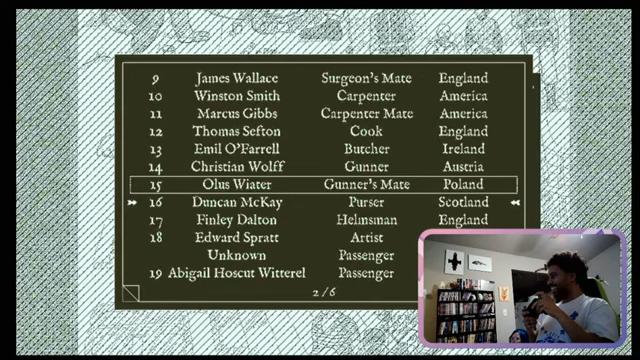 9 James Wallace Surgeon's Mate England
10 Winston Smith Carpenter America
11 Marcus Gibbs Carpenter Mate America
12 Thomas Sefton Cook England
13 Emil O'Farrell Butcher Ireland
14 Christian Wolff Gunner Austria
15 Olus Wiater Gunner's Mate Poland
16 Duncan McKay Purser Scotland
17 Finley Dalton Helmsman England
18 Edward Spratt Artist
Unknown Passenger
19 Abigail Hoscut Witterel Passenger
2/6